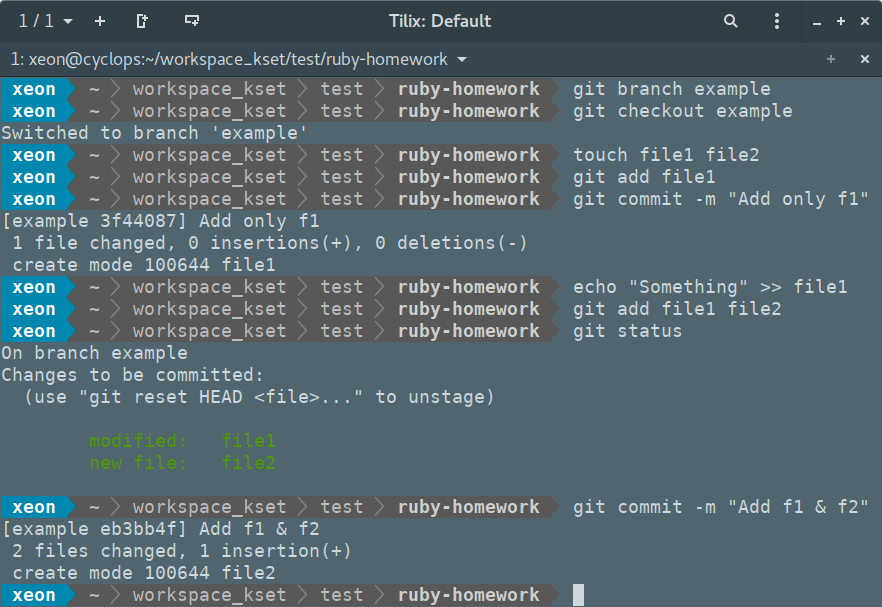 1 / 1 Tilix: Default
1: xeon@cyclops:~/workspace_kset/test/ruby-homework
xeon ~ workspace_kset test ruby-homework git branch example
xeon ~ workspace_kset test ruby-homework git checkout example
Switched to branch 'example'
xeon ~ workspace_kset test ruby-homework touch file1 file2
xeon ~ workspace_kset test ruby-homework git add file1
xeon ~ workspace_kset test ruby-homework git commit -m "Add only f1"
[example 3f44087] Add only f1
 1 file changed, 0 insertions(+), 0 deletions(-)
 create mode 100644 file1
xeon ~ workspace_kset test ruby-homework echo "Something" >> file1
xeon ~ workspace_kset test ruby-homework git add file1 file2
xeon ~ workspace_kset test ruby-homework git status
On branch example
Changes to be committed:
  (use "git reset HEAD <file>..." to unstage)
        modified:   file1
        new file:   file2
xeon ~ workspace_kset test ruby-homework git commit -m "Add f1 & f2"
[example eb3bb4f] Add f1 & f2
 2 files changed, 1 insertion(+)
 create mode 100644 file2
xeon ~ workspace_kset test ruby-homework